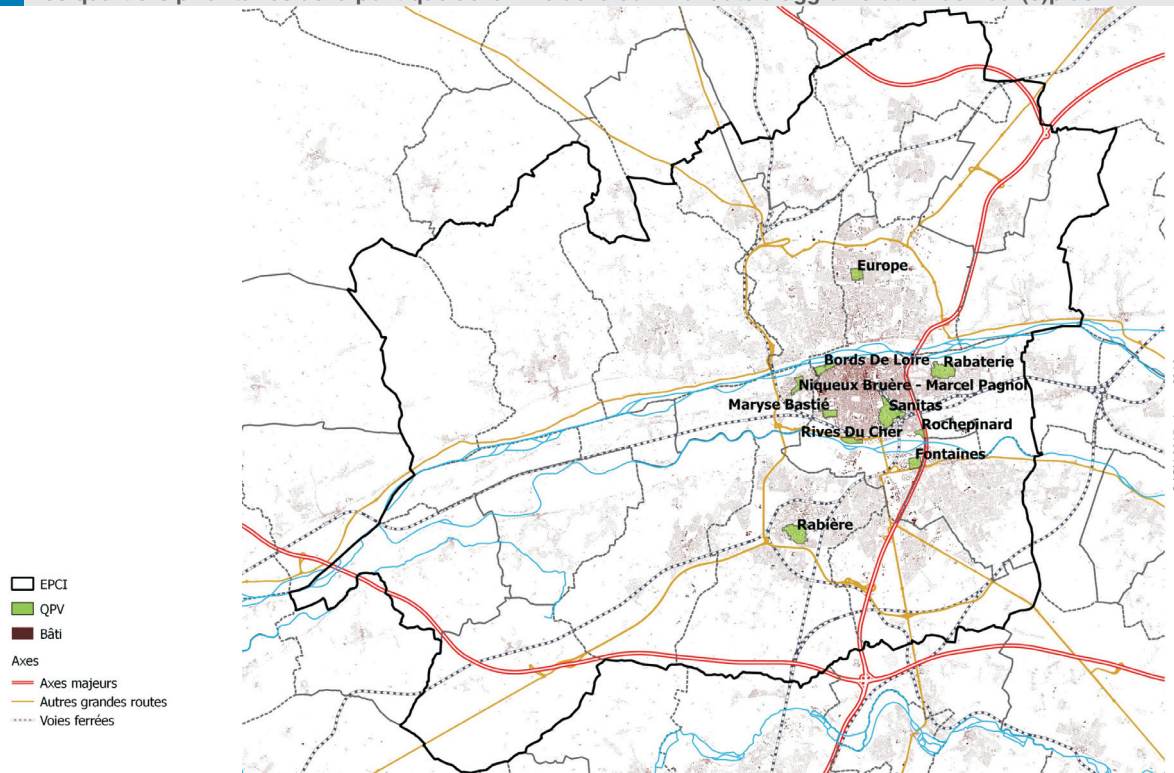 Europe
Bords De Loire
Rabaterie
Niqueux Bruère - Marcel Pagnol
Maryse Bastié
Sanitas
Rives Du Cher
Rochepinard
Fontaines
Rabière
EPCI
QPV
Bâti
Axes
Axes majeurs
Autres grandes routes
Voies ferrées